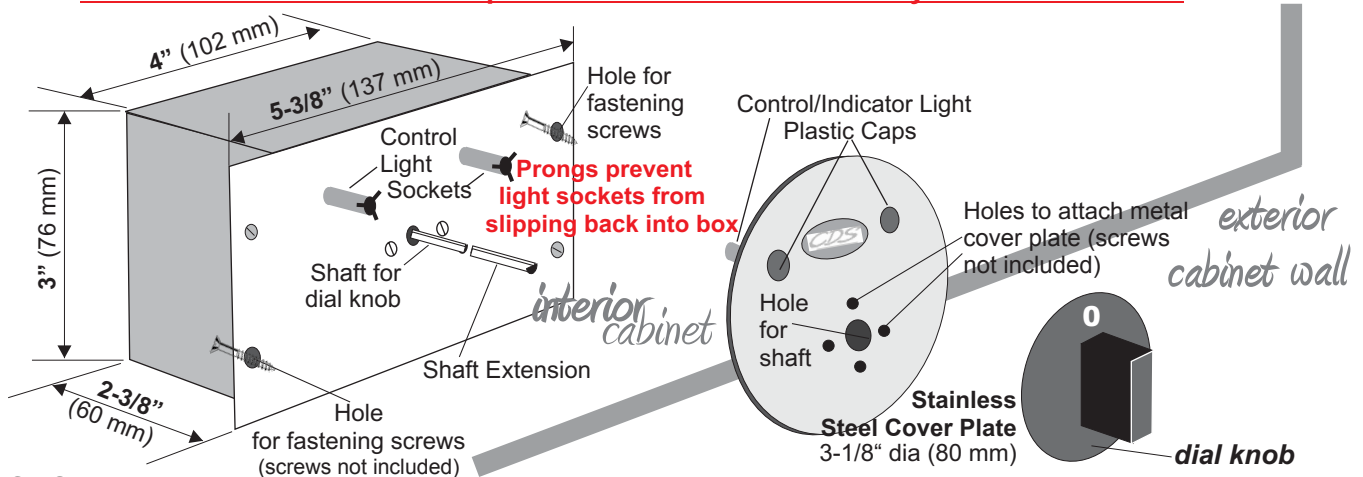 4” (102 mm)
5-3/8” (137 mm)
3” (76 mm)
2-3/8”
(60 mm)
Hole for
fastening
screws
Control
Light
Sockets
Prongs prevent
light sockets from
slipping back into box
Shaft for
dial knob
Shaft Extension
interior
cabinet
Hole
for fastening screws
(screws not included)
Control/Indicator Light
Plastic Caps
CDS
Holes to attach metal
cover plate (screws
not included)
Hole
for
shaft
exterior
cabinet wall
Stainless
Steel Cover Plate
3-1/8“ dia (80 mm)
0
dial knob